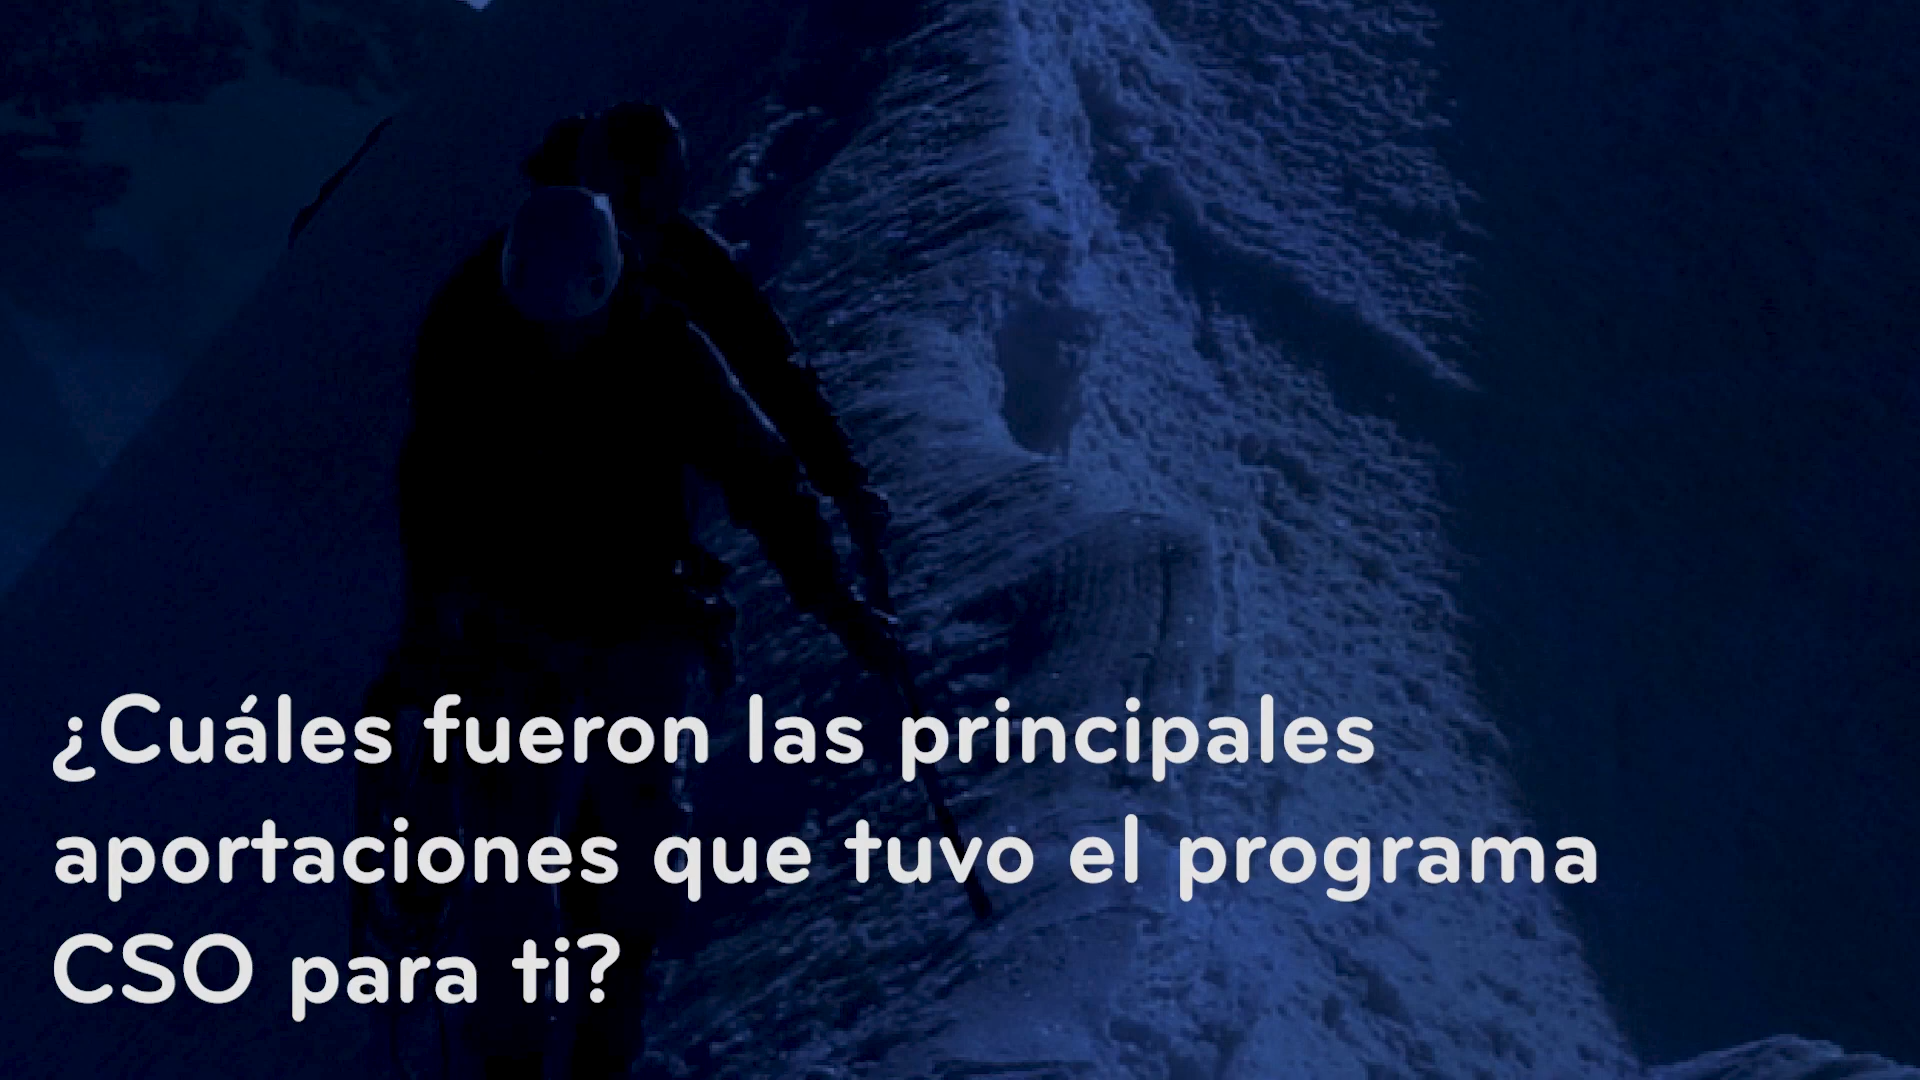 ¿Cuáles fueron las principales
aportaciones que tuvo el programa
CSO para ti?